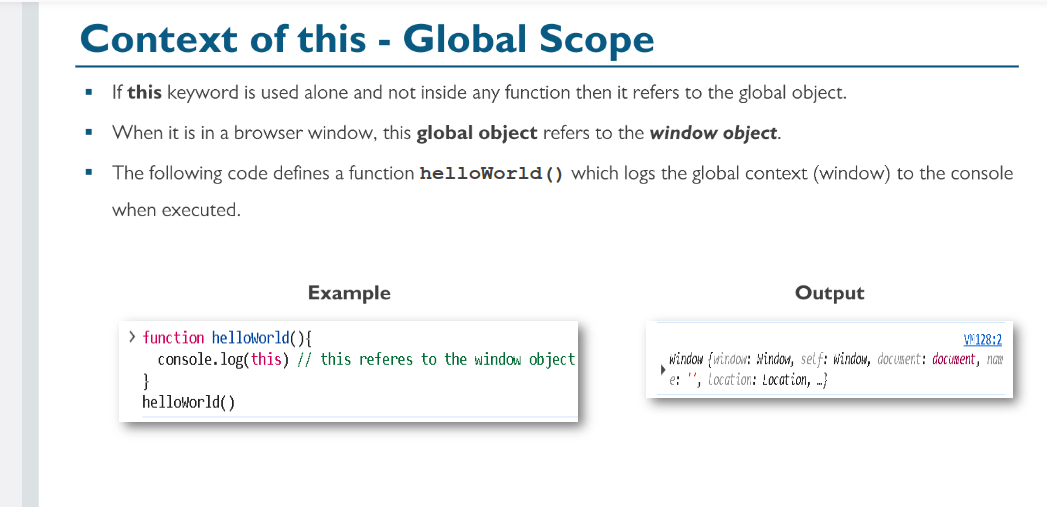 Context of this - Global Scope
▪ If this keyword is used alone and not inside any function then it refers to the global object.
▪ When it is in a browser window, this global object refers to the window object.
▪ The following code defines a function helloWorld() which logs the global context (window) to the console
when executed.
Example
Output
> function helloWorld(){
console.log(this) // this referes to the window object
}
helloWorld()
VM128:2
Window {window: Window, self: Window, document: document, nam
e: '', location: Location, …}